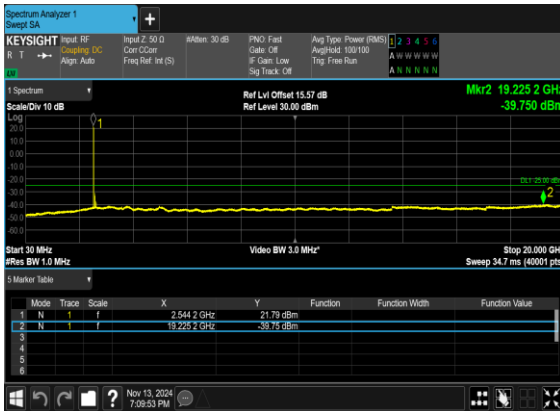 Spectrum Analyzer 1
Swept SA
+
KEYSIGHT
R T
Input: RF
Coupling: DC
Align: Auto
Input Z: 50 Ω
Corr CCorr
Freq Ref: Int (S)
#Atten: 30 dB
PNO: Fast
Gate: Off
IF Gain: Low
Sig Track: Off
Avg Type: Power (RMS)
Avg|Hold: 100/100
Trig: Free Run
1 2 3 4 5 6
A W W W W W
A N N N N N
1 Spectrum
Scale/Div 10 dB
Ref Lvl Offset 15.57 dB
Ref Level 30.00 dBm
Mkr2 19.225 2 GHz
-39.750 dBm
Log
20.0
10.0
0.00
-10.0
-20.0
-30.0
-40.0
-50.0
-60.0
1
DL1 -25.00 dBm
2
Start 30 MHz
#Res BW 1.0 MHz
Video BW 3.0 MHz*
Stop 20.000 GH
Sweep 34.7 ms (40001 pts
5 Marker Table
Mode Trace Scale X Y Function Function Width Function Value
1 N 1 f 2.544 2 GHz 21.79 dBm
2 N 1 f 19.225 2 GHz -39.75 dBm
3
4
5
6
?
Nov 13, 2024
7:09:53 PM